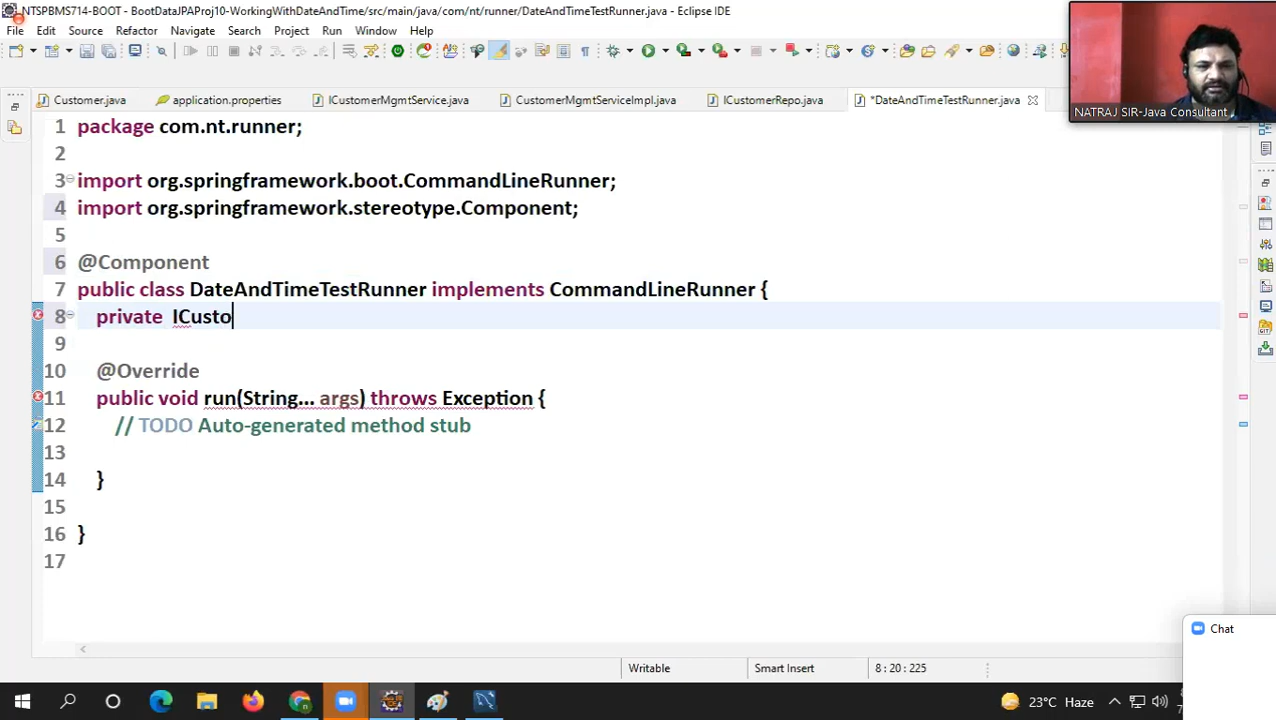 NTSPBMS714-BOOT - BootDataJPAProj10-WorkingWithDateAndTime/src/main/java/com/nt/runner/DateAndTimeTestRunner.java - Eclipse IDE
File Edit Source Refactor Navigate Search Project Run Window Help
Customer.java application.properties ICustomerMgmtService.java CustomerMgmtServiceImpl.java ICustomerRepo.java *DateAndTimeTestRunner.java
NATRAJ SIR-Java Consultant
1 package com.nt.runner;
2
3 import org.springframework.boot.CommandLineRunner;
4 import org.springframework.stereotype.Component;
5
6 @Component
7 public class DateAndTimeTestRunner implements CommandLineRunner {
8 private ICusto
9
10 @Override
11 public void run(String... args) throws Exception {
12 // TODO Auto-generated method stub
13
14 }
15
16 }
17
Chat
Writable Smart Insert 8 : 20 : 225
23°C Haze